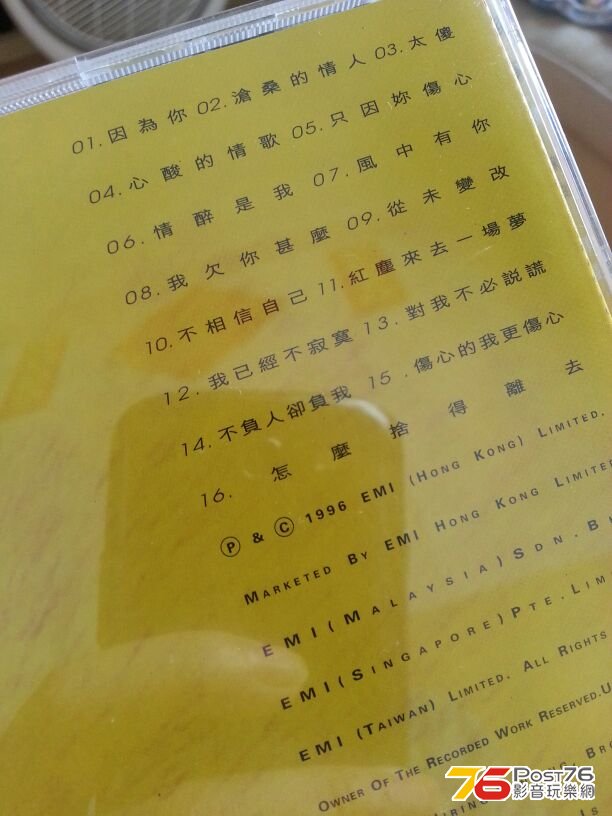 01.因為你 02.滄桑的情人 03.太傻
04.心酸的情歌 05.只因妳傷心
06.情醉是我 07.風中有你
08.我欠你甚麼 09.從未變改
10.不相信自己 11.紅塵來去一場夢
12.我已經不寂寞 13.對我不必說謊
14.不負人卻負我 15.傷心的我更傷心
16.怎麼捨得離去
Ⓟ & Ⓒ 1996 EMI (HONG KONG) LIMITED.
MARKETED BY EMI HONG KONG LIMITED
EMI (MALAYSIA) SDN. BH
EMI (SINGAPORE) PTE. LIM
EMI (TAIWAN) LIMITED. ALL RIGHTS
OWNER OF THE RECORDED WORK RESERVED. U
76 POST76
影音玩樂網